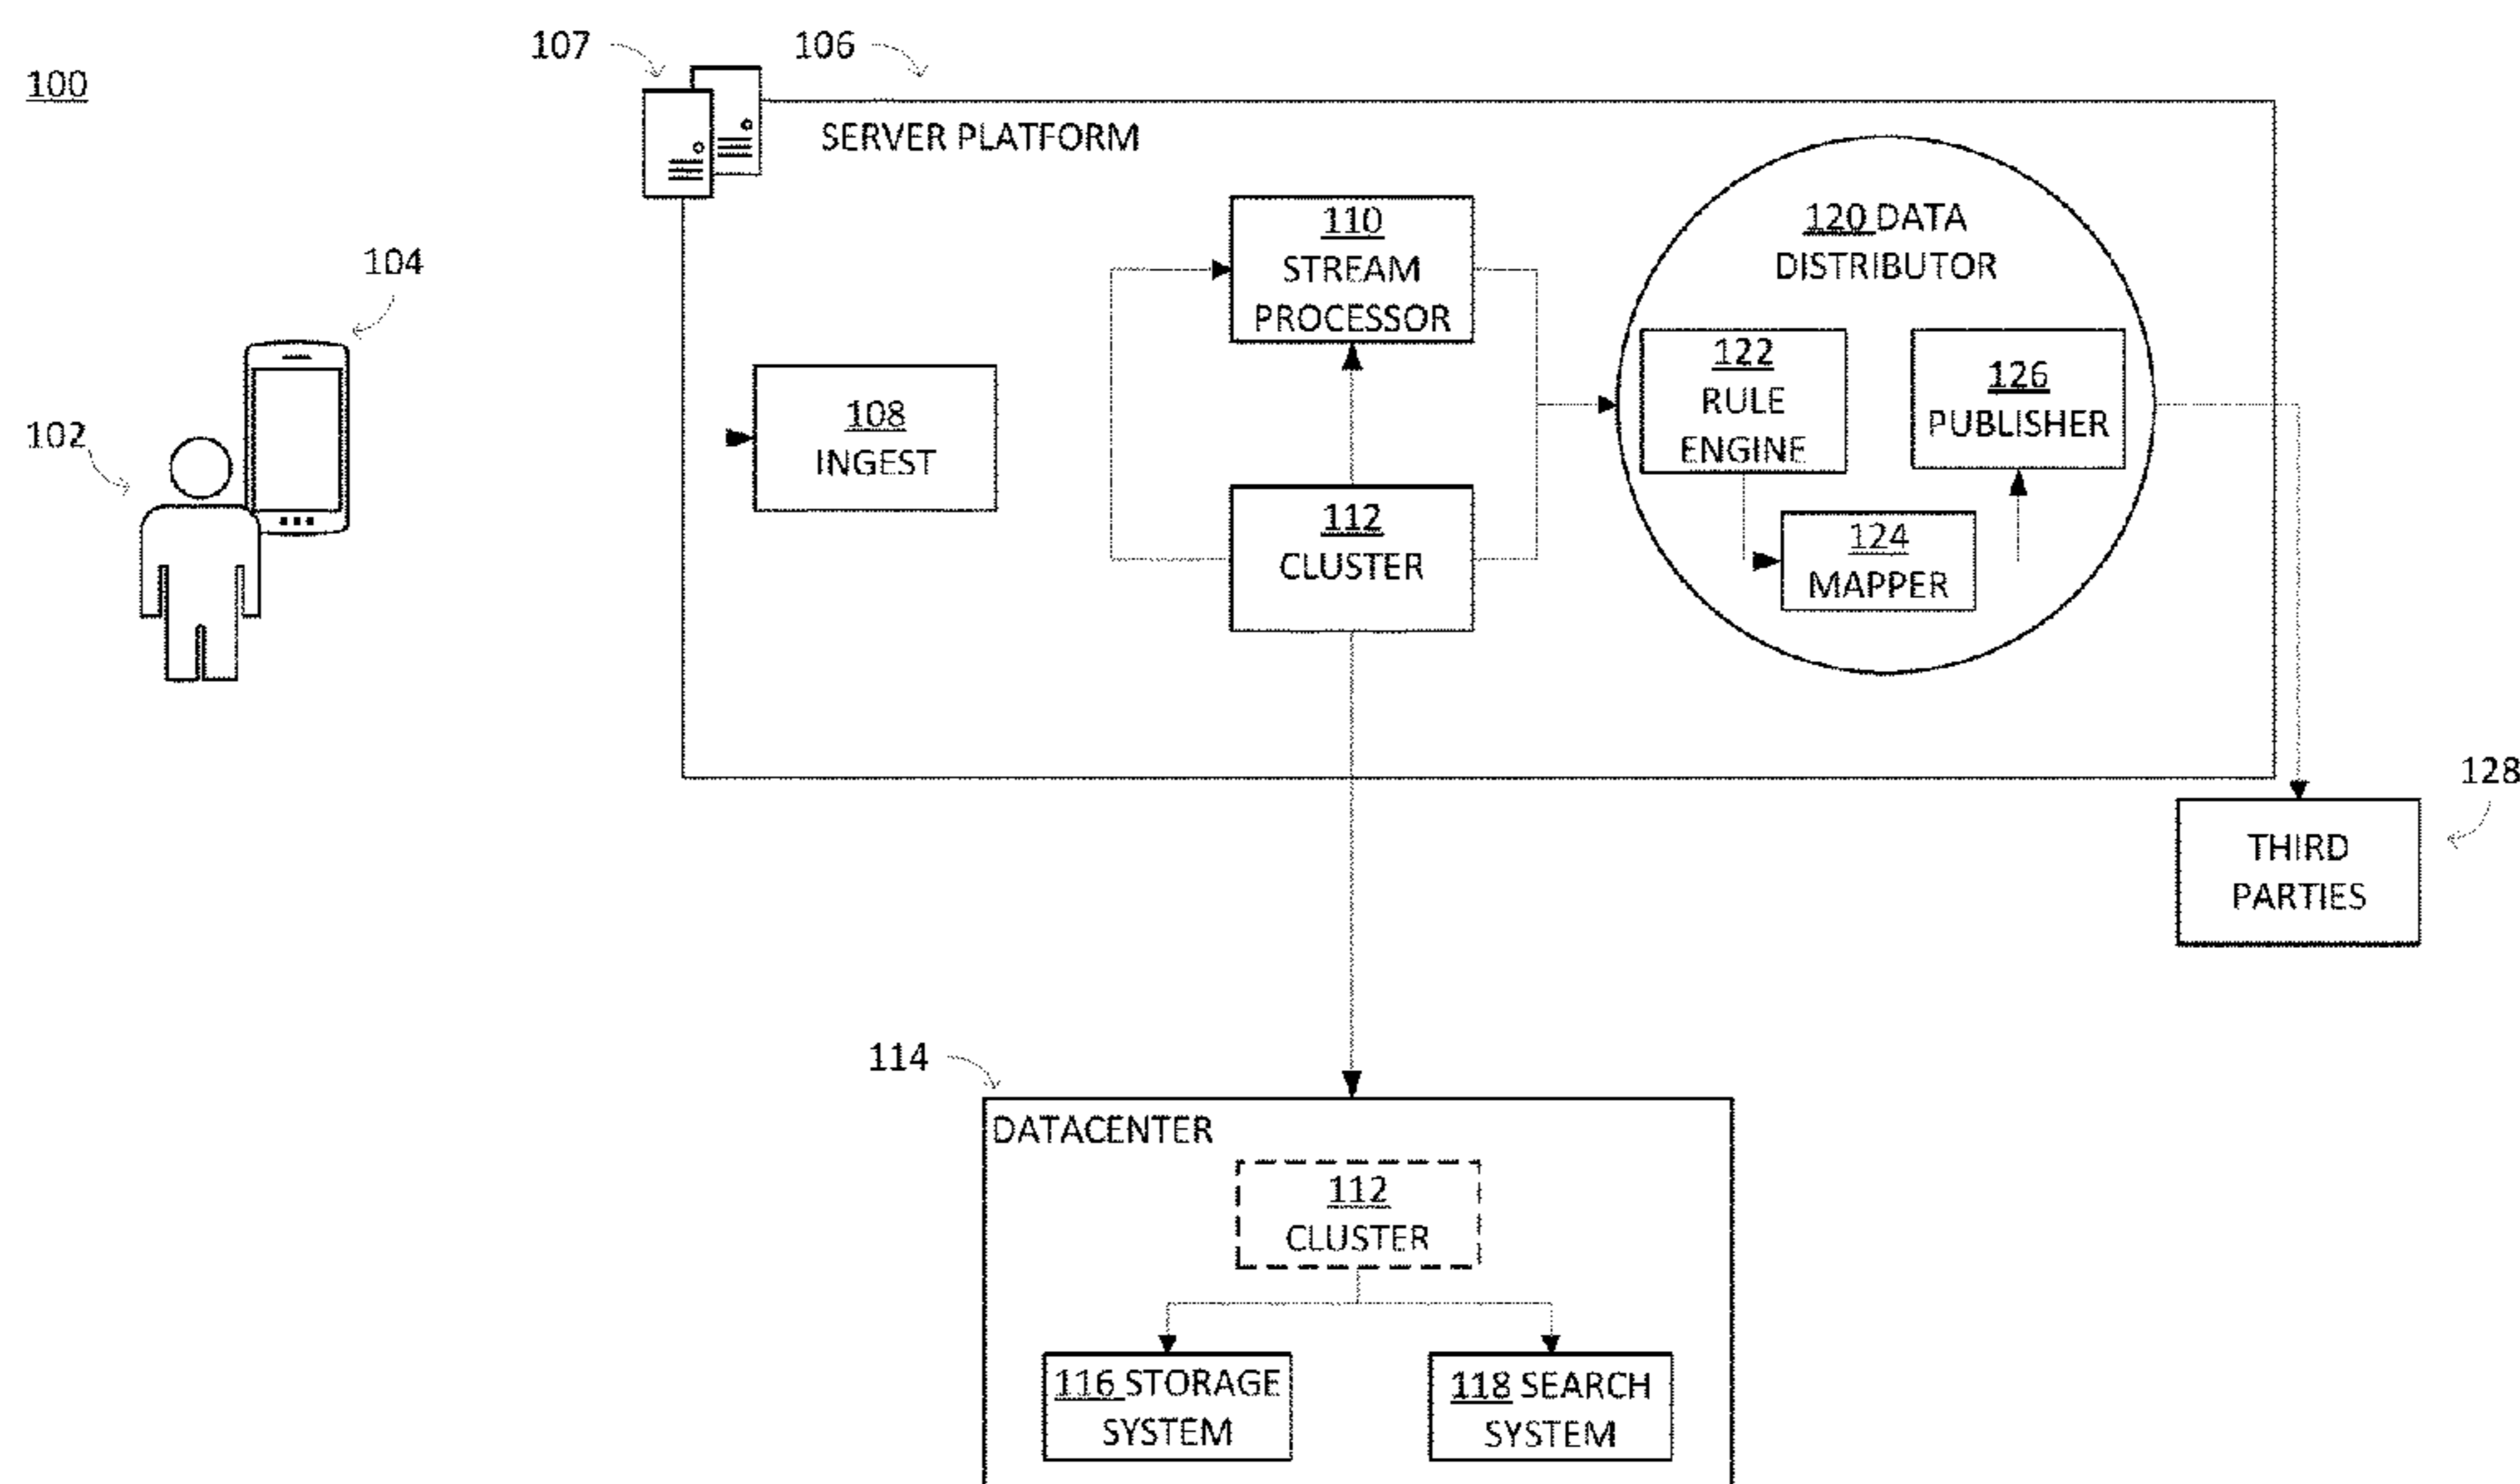 107
106
100
SERVER PLATFORM
110
STREAM
PROCESSOR
120 DATA
DISTRIBUTOR
104
122
RULE
ENGINE
126
PUBLISHER
108
INGEST
102
112
CLUSTER
124
MAPPER
128
THIRD
PARTIES
114
DATACENTER
112
CLUSTER
116 STORAGE
SYSTEM
118 SEARCH
SYSTEM